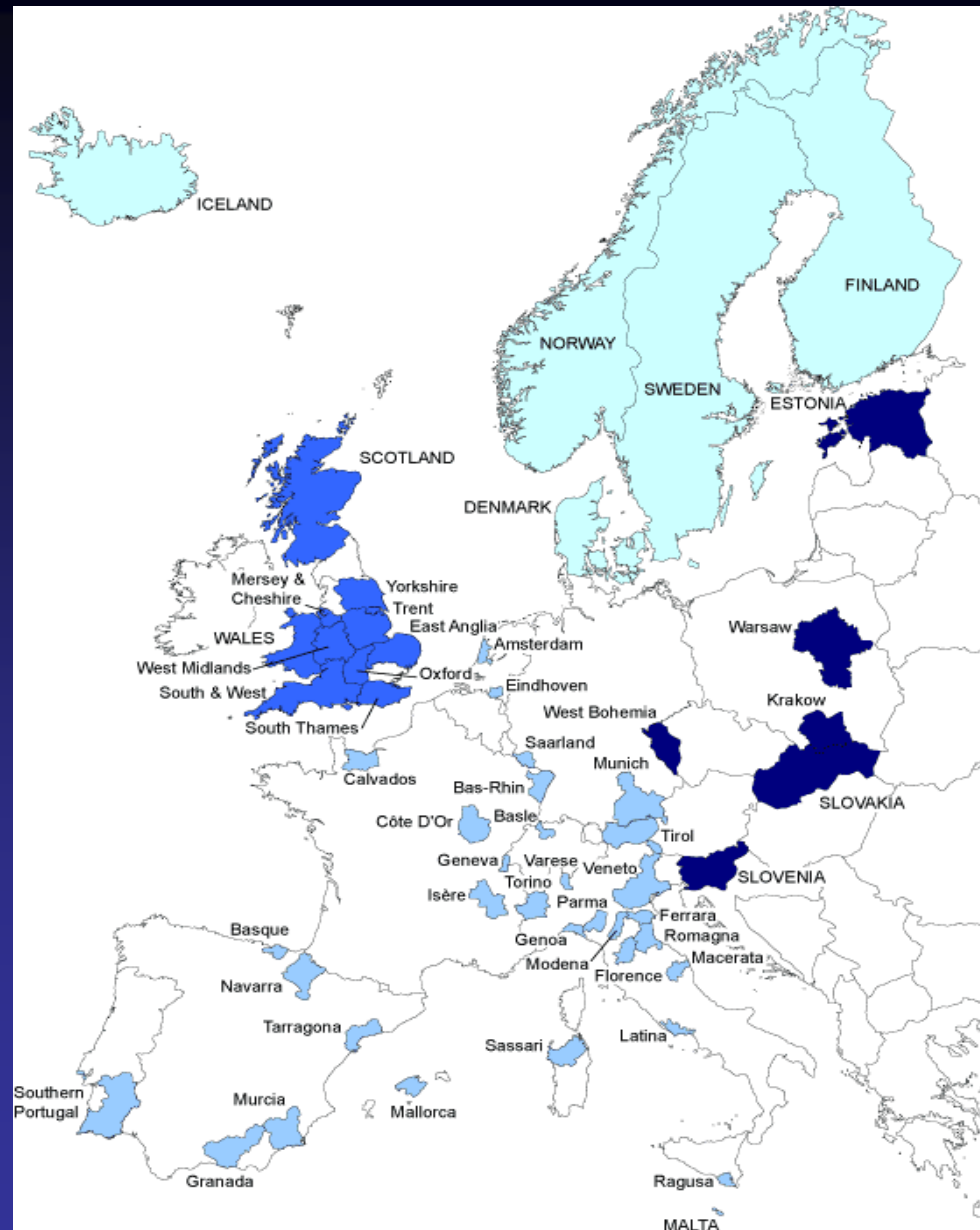 ICELAND
FINLAND
NORWAY
SWEDEN
ESTONIA
SCOTLAND
DENMARK
Mersey &
Cheshire
Yorkshire
Trent
East Anglia
WALES
Amsterdam
Warsaw
West Midlands
Oxford
South & West
Eindhoven
Krakow
South Thames
West Bohemia
Saarland
Munich
Calvados
Bas-Rhin
SLOVAKIA
Côte D'Or
Basle
Tirol
Geneva
Varese
Veneto
SLOVENIA
Isère
Torino
Parma
Ferrara
Genoa
Romagna
Basque
Modena
Macerata
Florence
Navarra
Tarragona
Latina
Sassari
Southern
Portugal
Murcia
Mallorca
Granada
Ragusa
MALTA